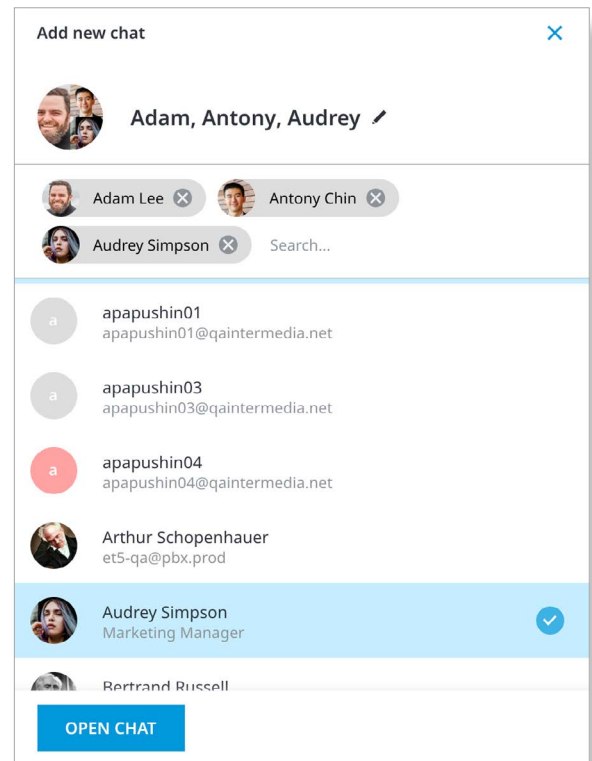 Add new chat
Adam, Antony, Audrey
Adam Lee
Antony Chin
Audrey Simpson
Search...
a
apapushin01
apapushin01@qaintermedia.net
a
apapushin03
apapushin03@qaintermedia.net
a
apapushin04
apapushin04@qaintermedia.net
Arthur Schopenhauer
et5-qa@pbx.prod
Audrey Simpson
Marketing Manager
Bertrand Russell
OPEN CHAT